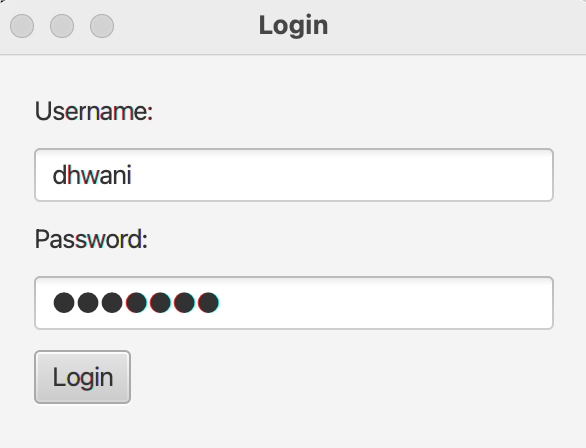 Login
Username:
dhwani
Password:
●●●●●●●
Login